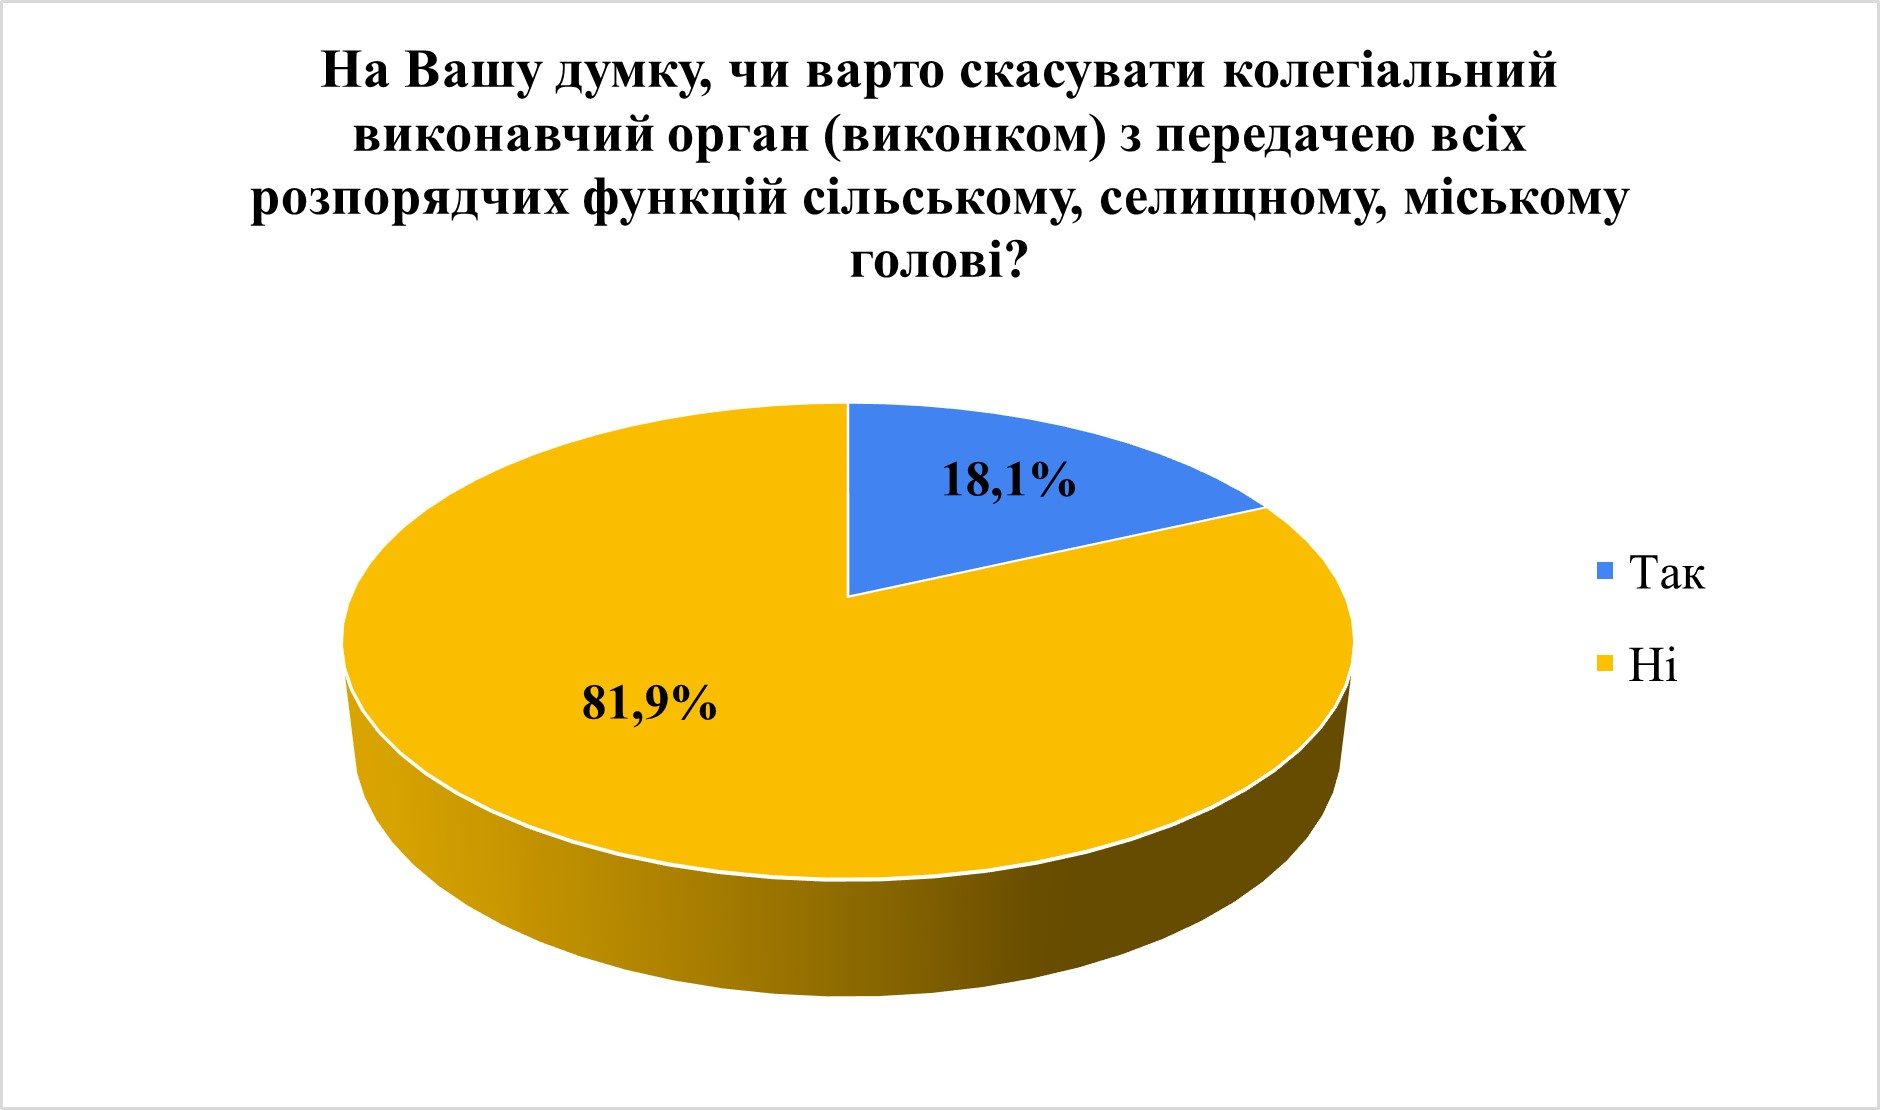 На Вашу думку, чи варто скасувати колегіальний
виконавчий орган (виконком) з передачею всіх
розпорядчих функцій сільському, селищному, міському
голові?
18,1%
81,9%
Так
Ні